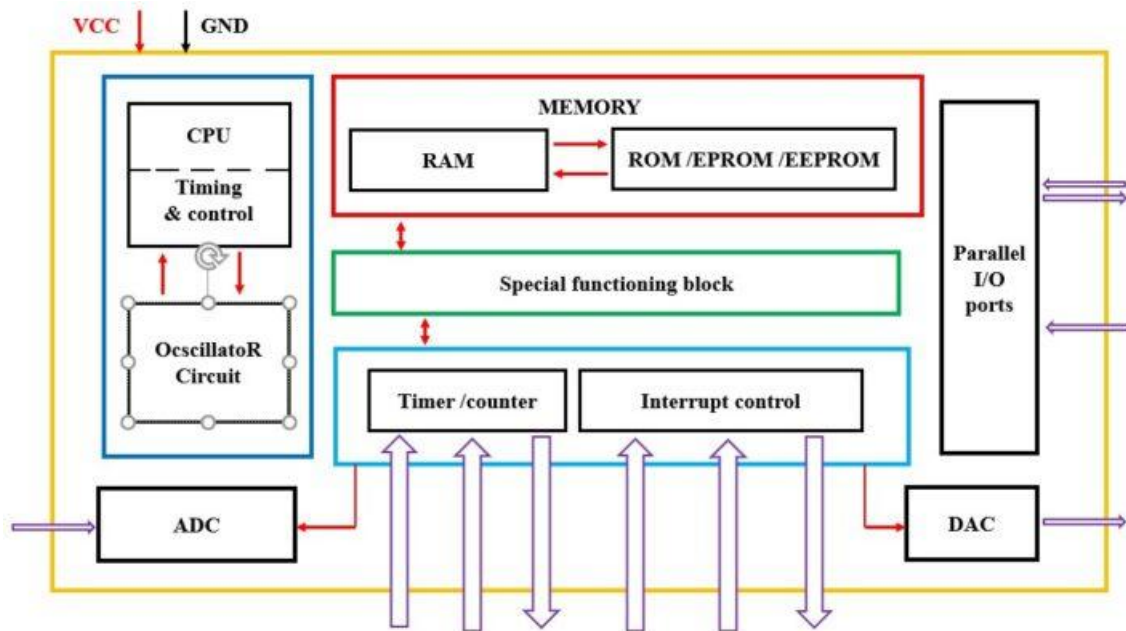 VCC
GND
CPU
Timing
& control
OcscillatoR
Circuit
MEMORY
RAM
ROM /EPROM /EEPROM
Special functioning block
Timer /counter
Interrupt control
Parallel
I/O
ports
ADC
DAC